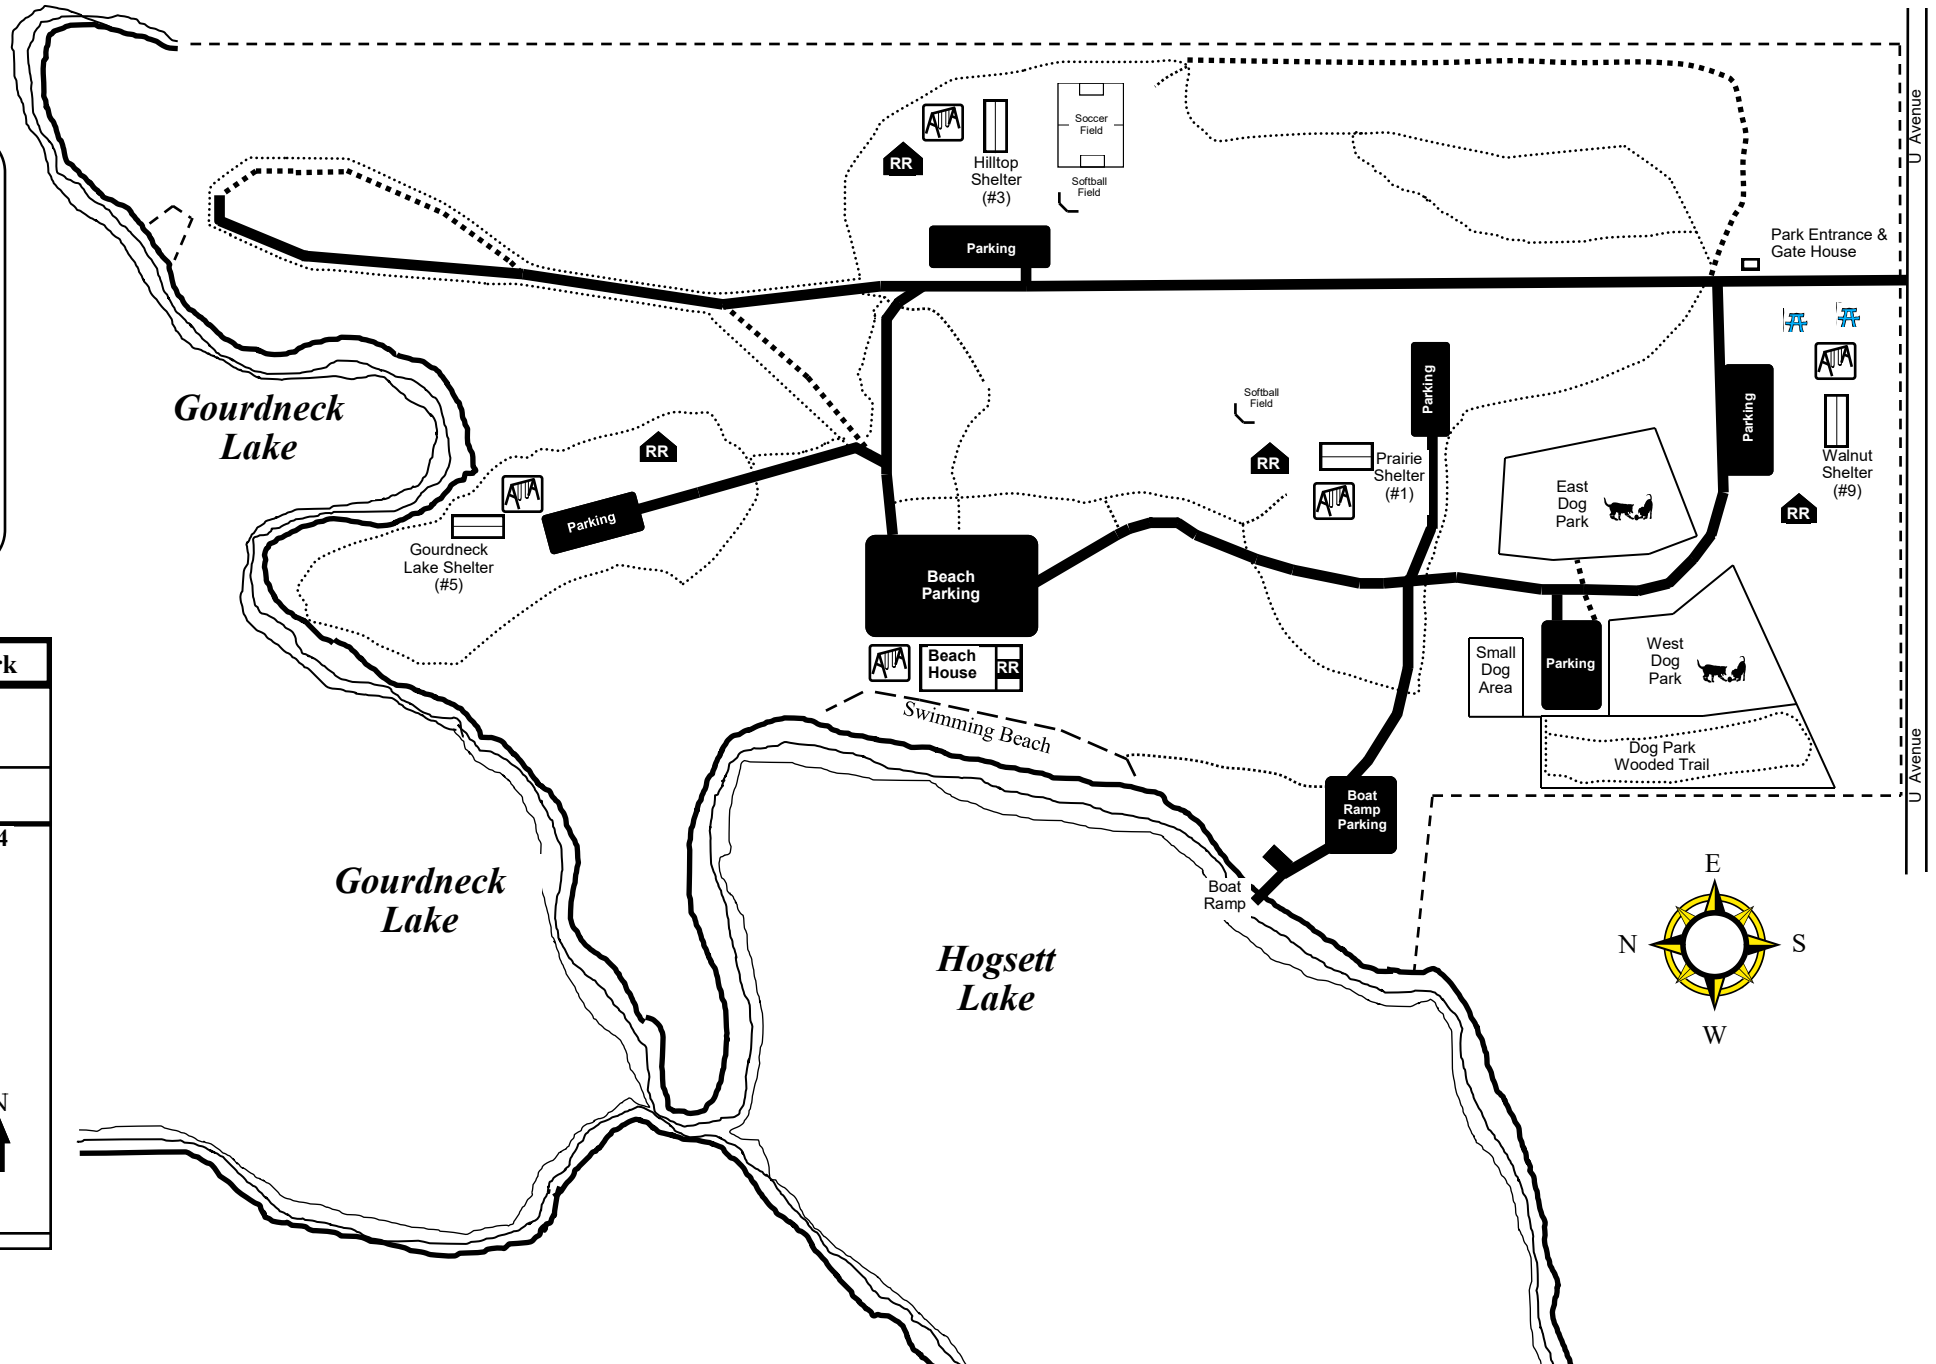 U Avenue
Soccer
Field
Softball
Field
RR
Hilltop
Shelter
(#3)
Parking
Park Entrance &
Gate House
Gourdneck
Lake
RR
Gourdneck
Lake Shelter
(#5)
Parking
Softball
Field
RR
Prairie
Shelter
(#1)
Parking
Parking
Walnut
Shelter
(#9)
RR
East
Dog
Park
Beach
Parking
Beach
House
RR
Swimming Beach
Small
Dog
Area
Parking
West
Dog
Park
Dog Park
Wooded Trail
U Avenue
Boat
Ramp
Parking
Boat
Ramp
Gourdneck
Lake
Hogsett
Lake
E
N
S
W
k
4
N